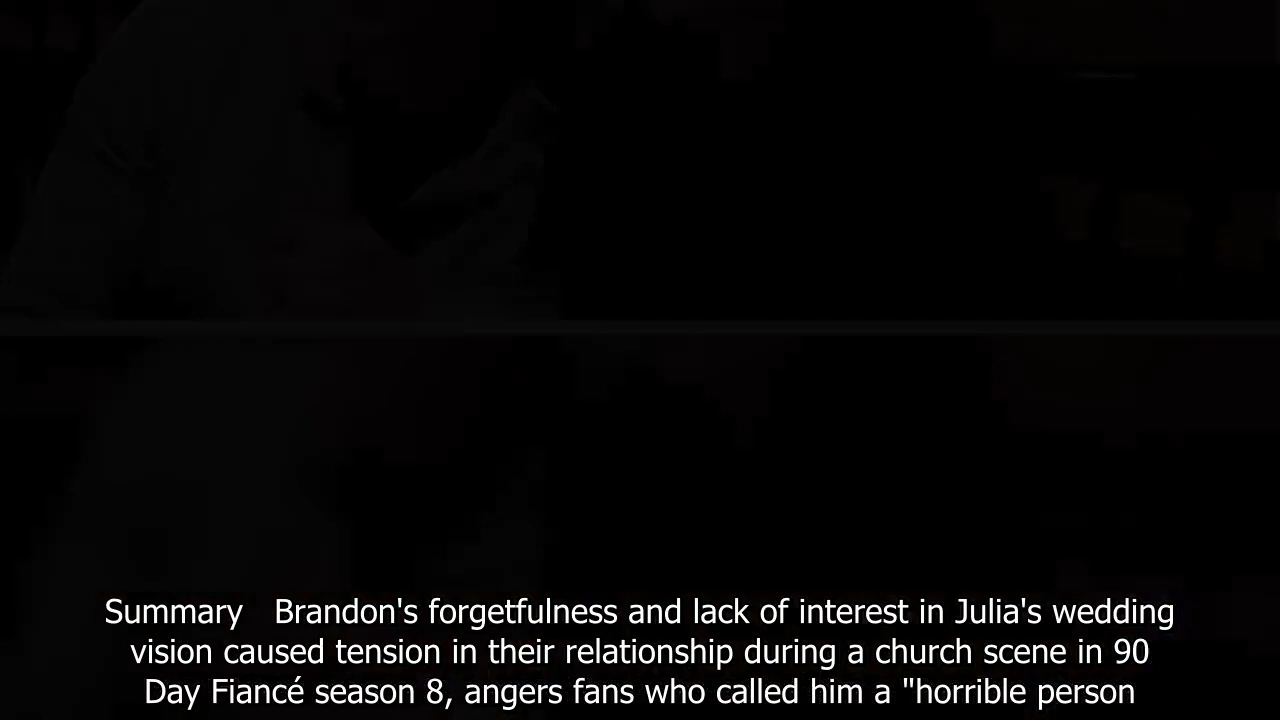 Summary   Brandon's forgetfulness and lack of interest in Julia's wedding
vision caused tension in their relationship during a church scene in 90
Day Fiancé season 8, angers fans who called him a "horrible person